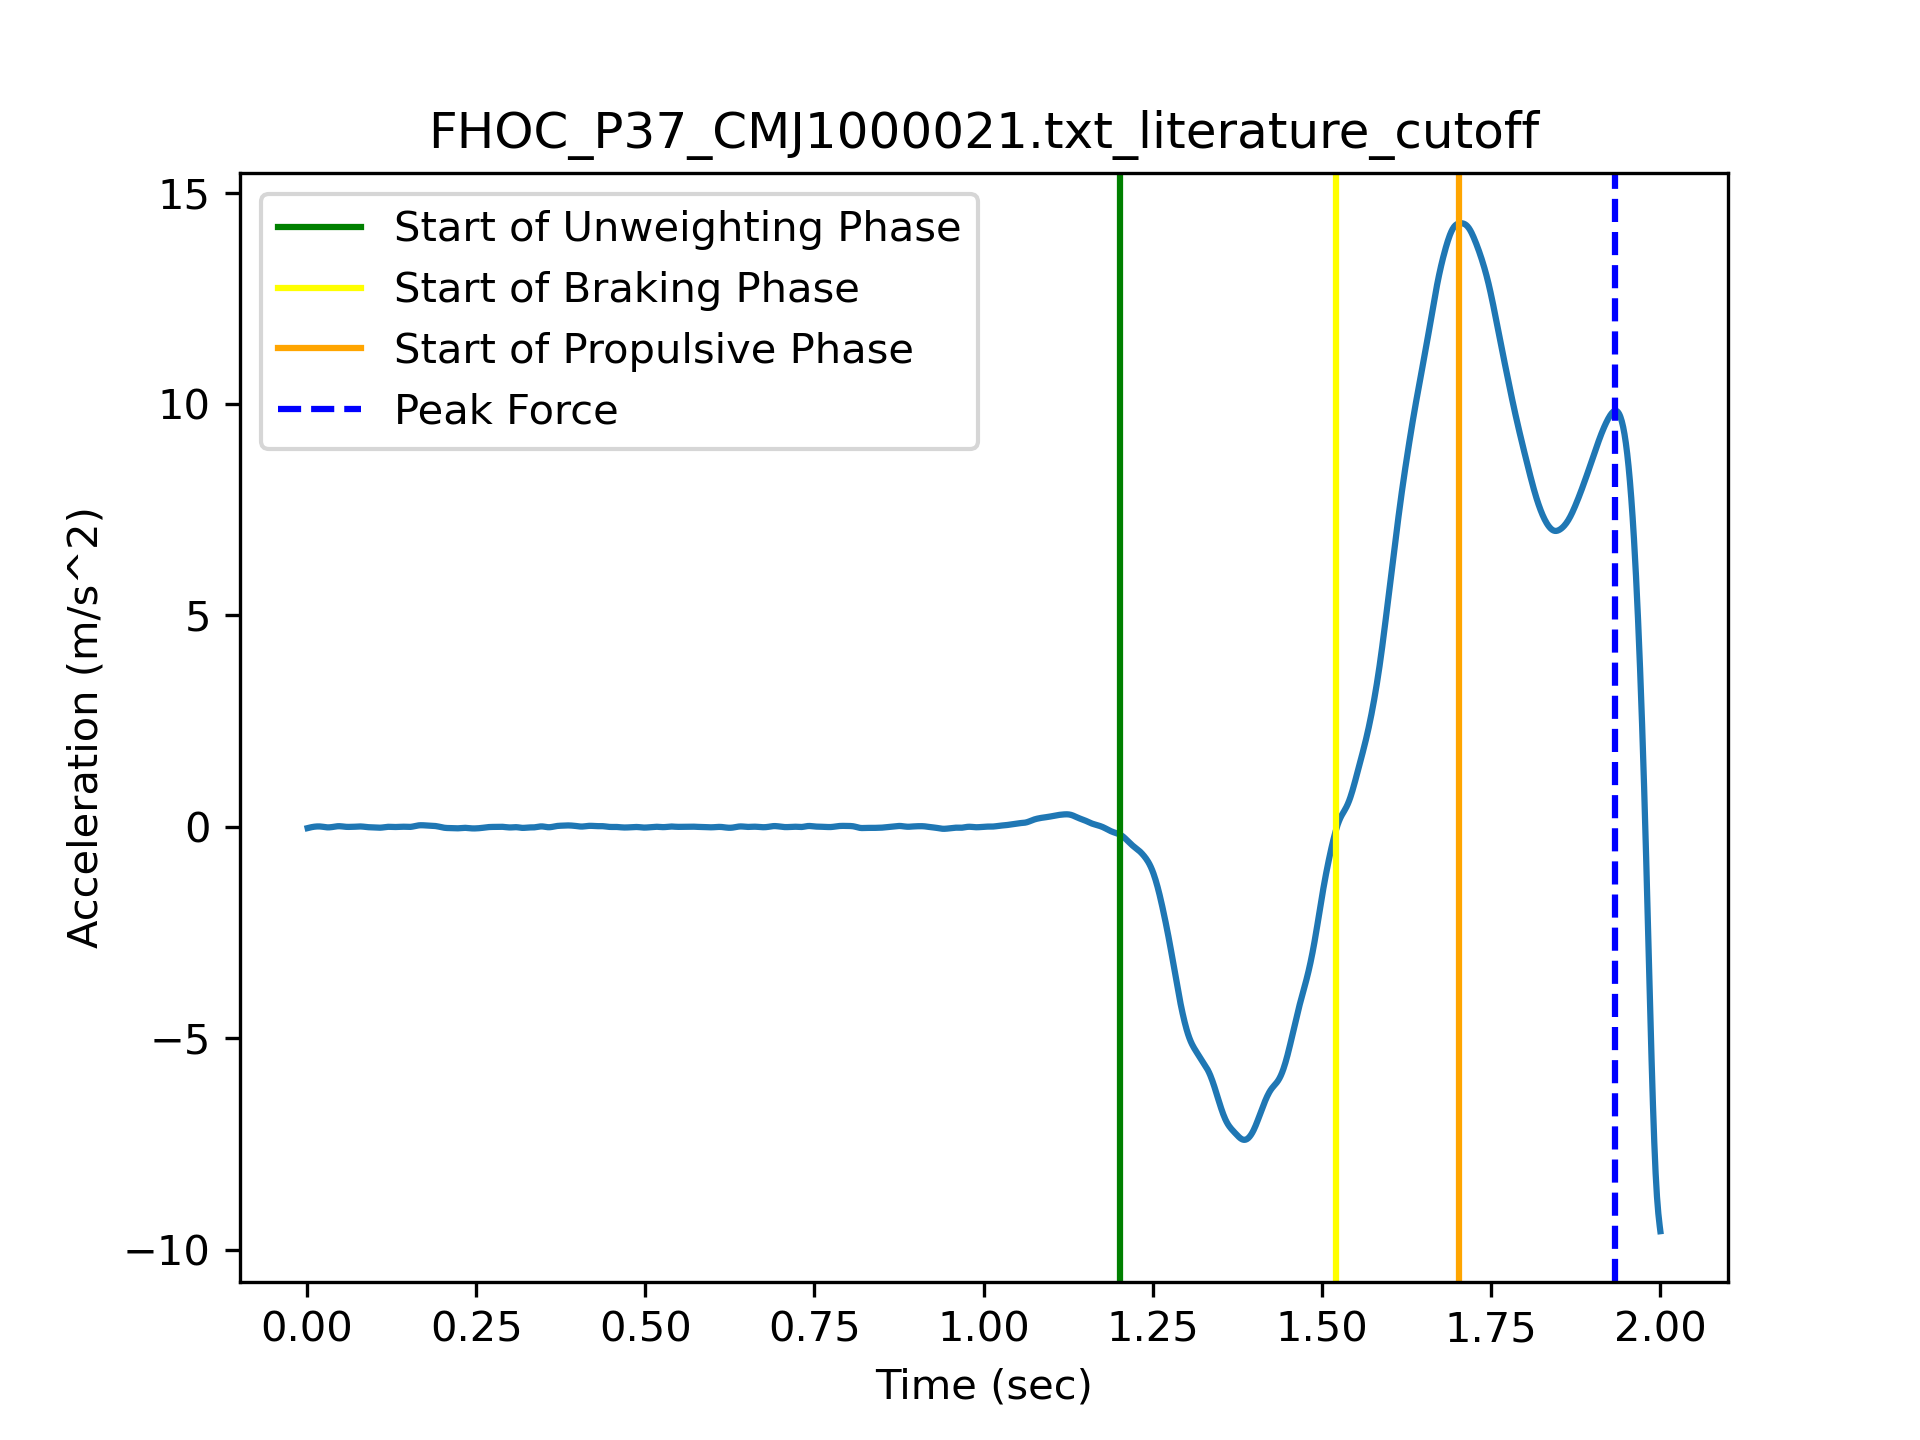 FHOC_P37_CMJ1000021.txt_literature_cutoff
Start of Unweighting Phase
Start of Braking Phase
Start of Propulsive Phase
Peak Force
15
10
5
0
−5
−10
Acceleration (m/s^2)
0.00 0.25 0.50 0.75 1.00 1.25 1.50 1.75 2.00
Time (sec)